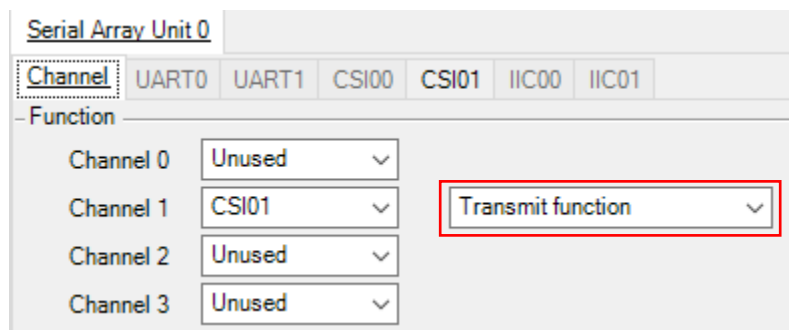 Serial Array Unit 0
Channel UART0 UART1 CSI00 CSI01 IIC00 IIC01
Function
Channel 0 Unused
Channel 1 CSI01 Transmit function
Channel 2 Unused
Channel 3 Unused